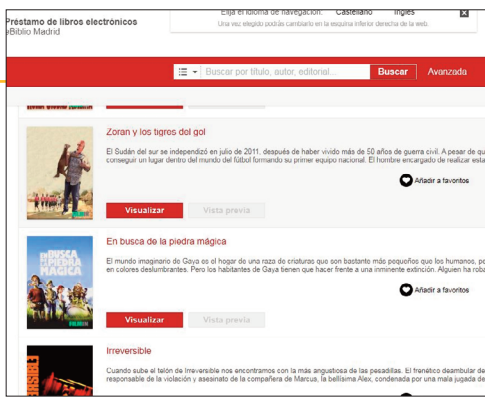 Préstamo de libros electrónicos
eBiblio Madrid
Elija el idioma de navegación: Castellano Inglés
Una vez elegido podrás cambiarlo en la esquina inferior derecha de la web.
Buscar por título, autor, editorial...
Buscar
Avanzada
Zoran y los tigros del gol
El Sudán del sur se independizó en julio de 2011, después de haber vivido más de 50 años de guerra civil. A pesar de
conseguir un lugar dentro del mundo del fútbol formando su primer equipo nacional. El hombre encargado de realizar
Añadir a favoritos
Visualizar
Vista previa
En busca de la piedra mágica
EN BUSCA
DE LA PIEDRA
MÁGICA
FILMIN
El mundo imaginario de Gaya es el hogar de una raza de criaturas que son bastante más pequeños que los humanos,
en colores deslumbrantes. Pero los habitantes de Gaya tienen que hacer frente a una inminente extinción. Alguien ha
Añadir a favoritos
Visualizar
Vista previa
Irreversible
Cuando sube el telón de Irreversible nos encontramos con la más angustiosa de las pesadillas. El frenético deambular de
responsable de la violación y asesinato de la compañera de Marcus, la bellísima Alex, condenada por una mala jugada de